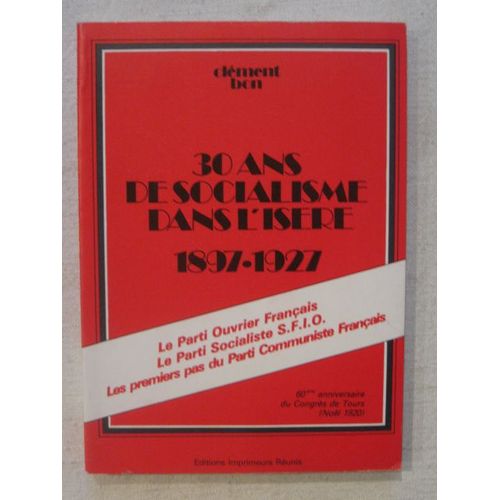 clément
bon
30 ANS
DE SOCIALISME
DANS L'ISERE
1897•1927
Le Parti Ouvrier Français
Le Parti Socialiste S.F.I.O.
Les premiers pas du Parti Communiste Français
60ème anniversaire
du Congrès de Tours
(Noël 1920)
Editions Imprimeurs Réunis